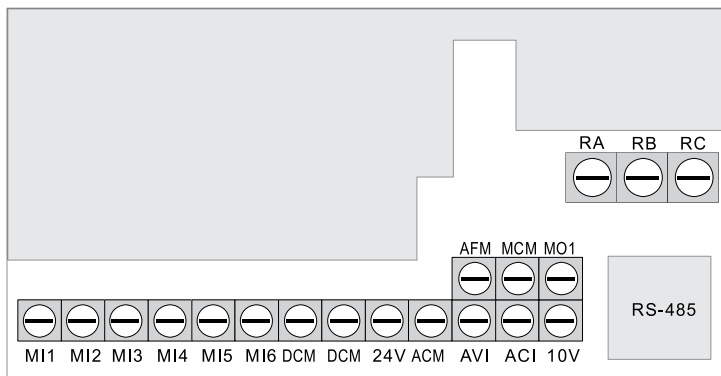 RA RB RC
AFM MCM MO1
RS-485
MI1 MI2 MI3 MI4 MI5 MI6 DCM DCM 24V ACM AVI ACI 10V